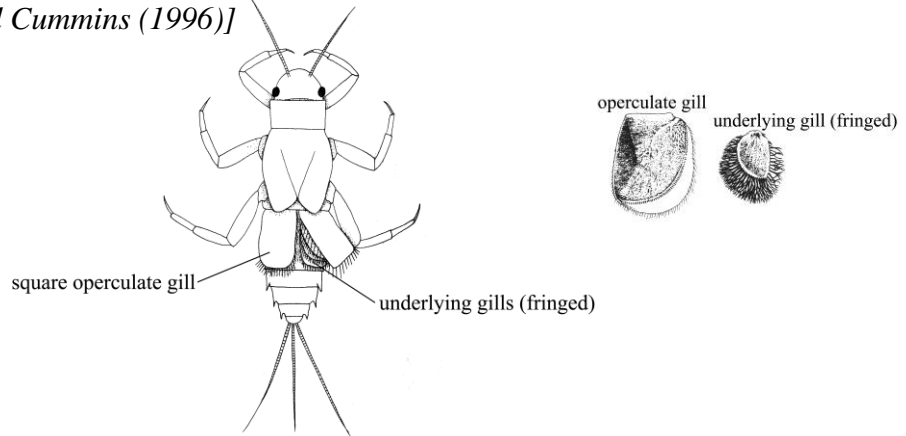 Cummins (1996)]
operculate gill
underlying gill (fringed)
square operculate gill
underlying gills (fringed)